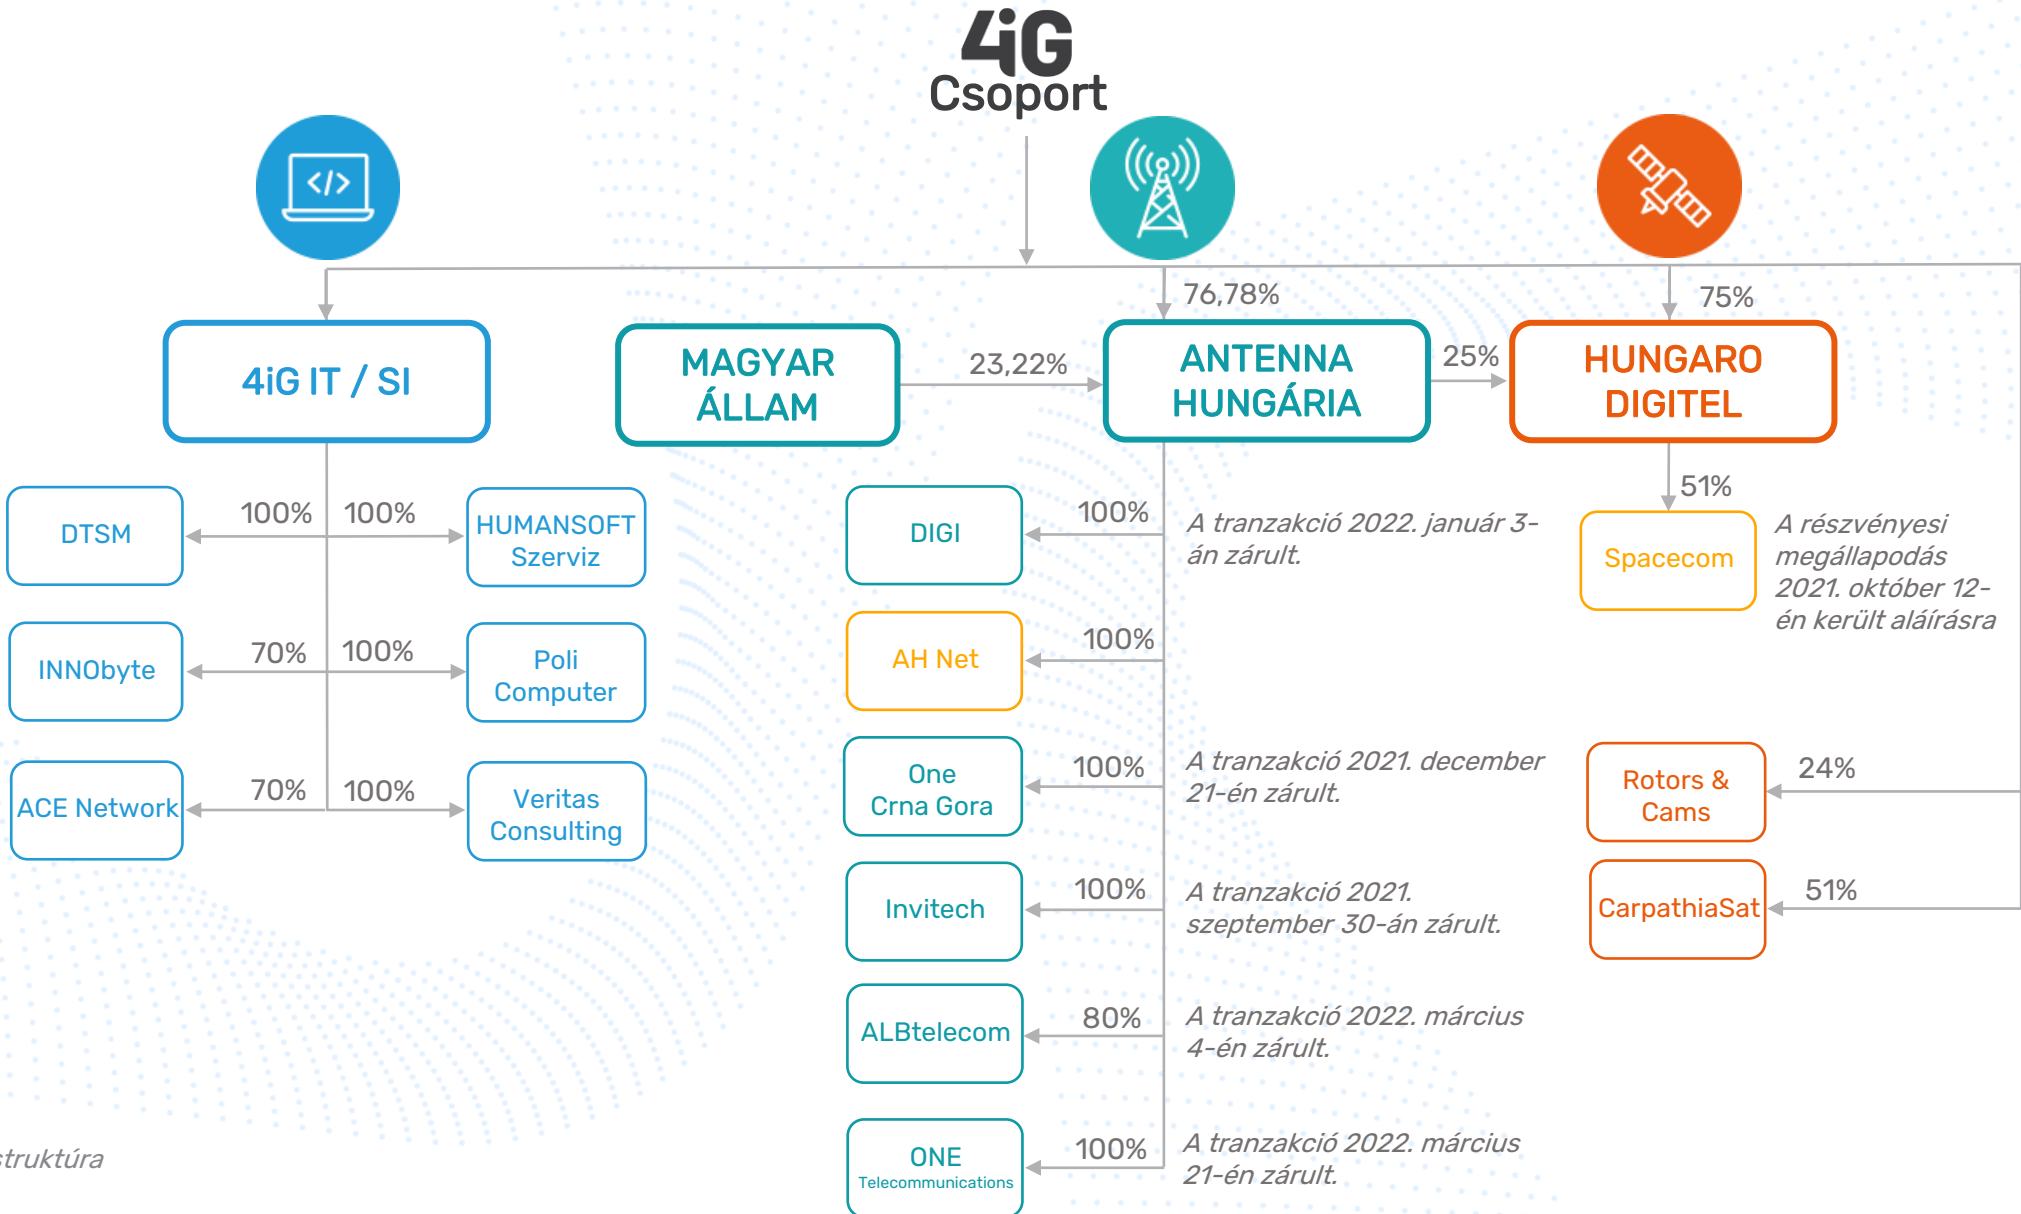 4iG
Csoport
</>
76,78%
75%
4iG IT / SI
MAGYAR
ÁLLAM
23,22%
ANTENNA
HUNGÁRIA
25%
HUNGARO
DIGITEL
DTSM
100%
100%
HUMANSOFT
Szerviz
INNObyte
70%
100%
Poli
Computer
ACE Network
70%
100%
Veritas
Consulting
DIGI
100%
A tranzakció 2022. január 3-
án zárult.
AH Net
100%
One
Crna Gora
100%
A tranzakció 2021. december
21-én zárult.
Invitech
100%
A tranzakció 2021.
szeptember 30-án zárult.
ALBtelecom
80%
A tranzakció 2022. március
4-én zárult.
ONE
Telecommunications
100%
A tranzakció 2022. március
21-én zárult.
51%
Spacecom
A részvényesi
megállapodás
2021. október 12-
én került aláírásra
Rotors &
Cams
24%
CarpathiaSat
51%
struktúra